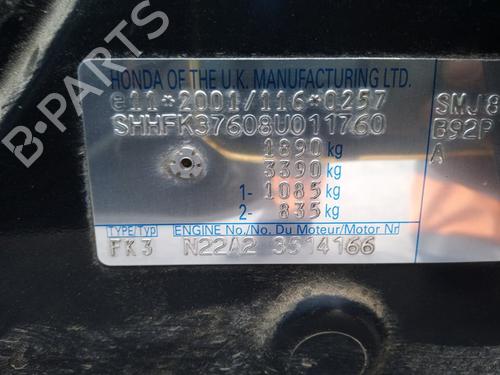 B-PARTS
HONDA OF THE U.K. MANUFACTURING LTD.
e11*2001/116*0257
SHHFK37608U011760
1890 kg
3390 kg
1- 1085 kg
2- 835 kg
TYPE/Typ ENGINE No./No. Du Moteur/Motor Nr
FK3 N22A2 3514166
SMJ8
B92P
A